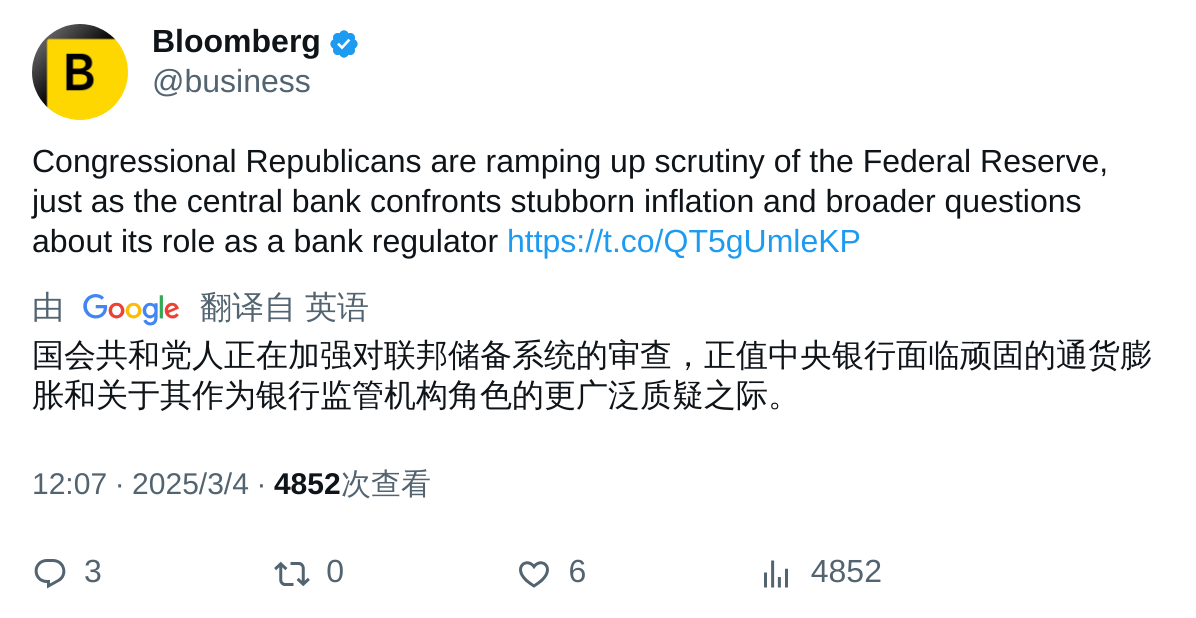 B
Bloomberg
@business
Congressional Republicans are ramping up scrutiny of the Federal Reserve,
just as the central bank confronts stubborn inflation and broader questions
about its role as a bank regulator https://t.co/QT5gUmleKP
由 Google 翻译自 英语
国会共和党人正在加强对联邦储备系统的审查，正值中央银行面临顽固的通货膨
胀和关于其作为银行监管机构角色的更广泛质疑之际。
12:07 · 2025/3/4 · 4852次查看
3 0 6 4852